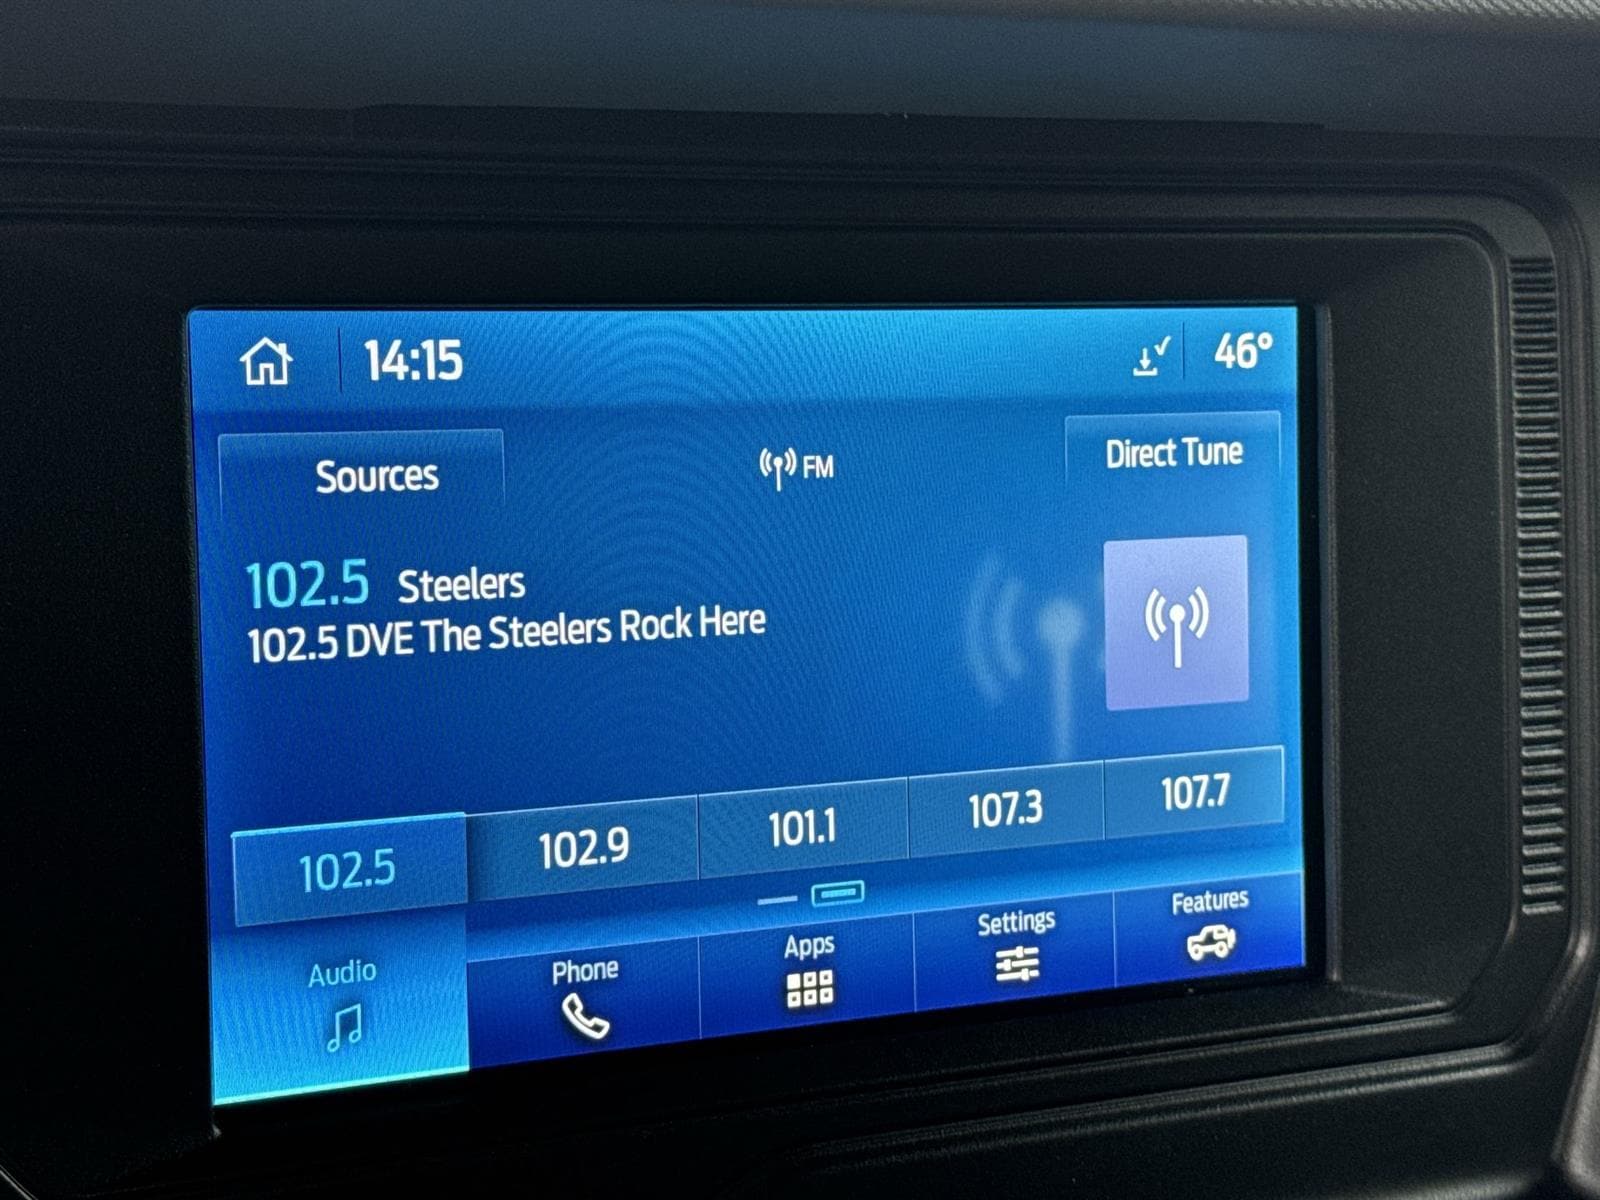 14:15
46°
Sources
FM
Direct Tune
102.5 Steelers
102.5 DVE The Steelers Rock Here
102.5
102.9
101.1
107.3
107.7
Audio
Phone
Apps
Settings
Features